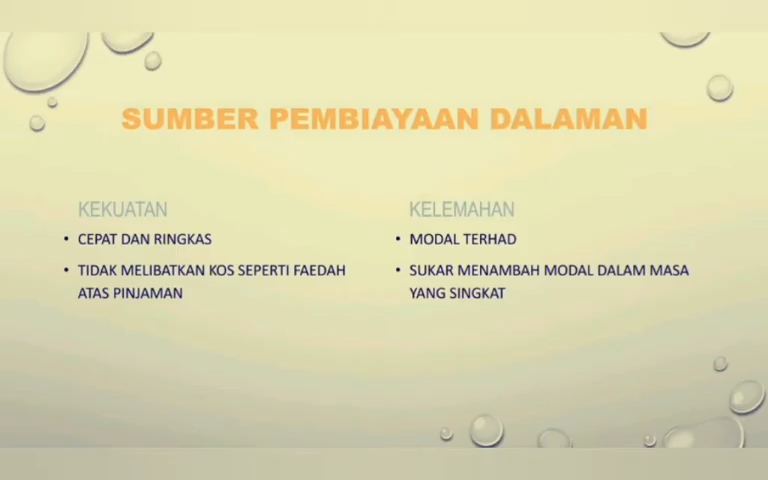 SUMBER PEMBIAYAAN DALAMAN
KEKUATAN
• CEPAT DAN RINGKAS
• TIDAK MELIBATKAN KOS SEPERTI FAEDAH
ATAS PINJAMAN
KELEMAHAN
• MODAL TERHAD
• SUKAR MENAMBAH MODAL DALAM MASA
YANG SINGKAT